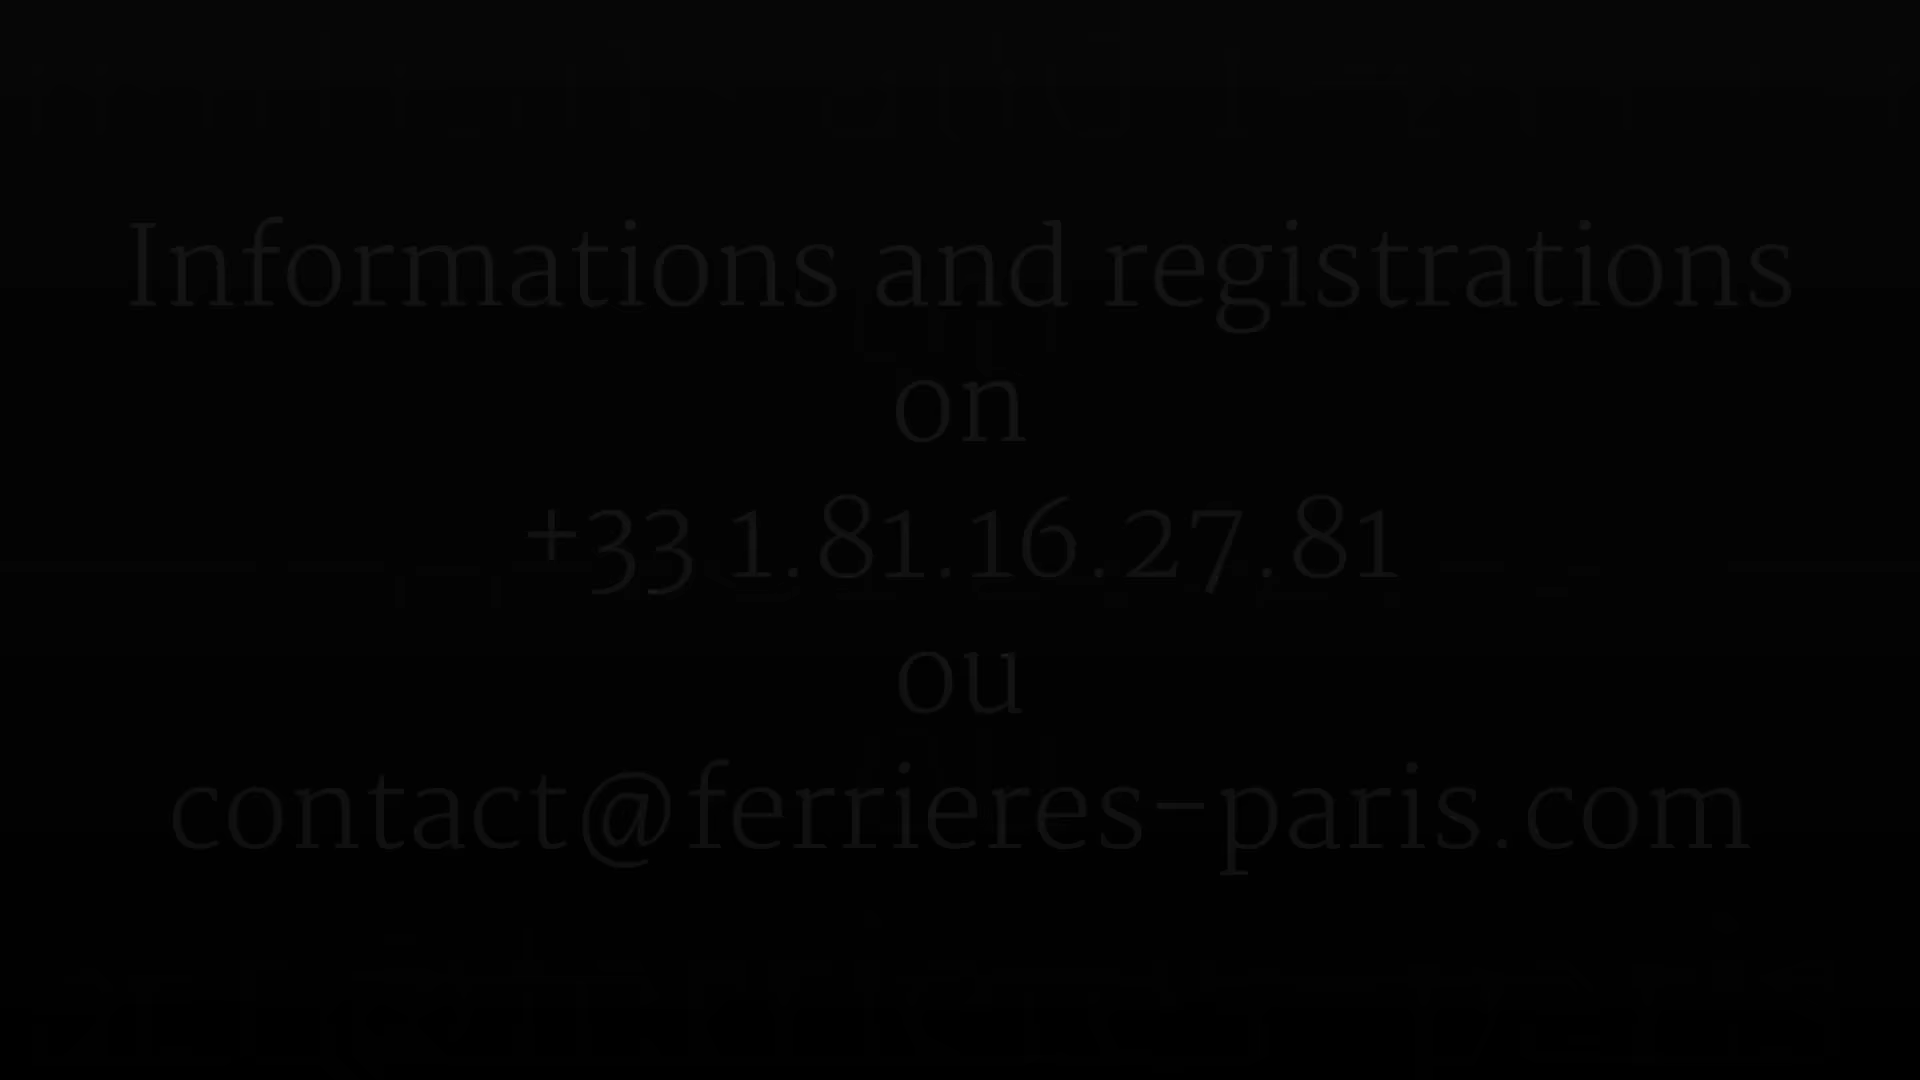 Informations and registrations
on
+33 1.81.16.27.81
ou
contact@ferrieres-paris.com